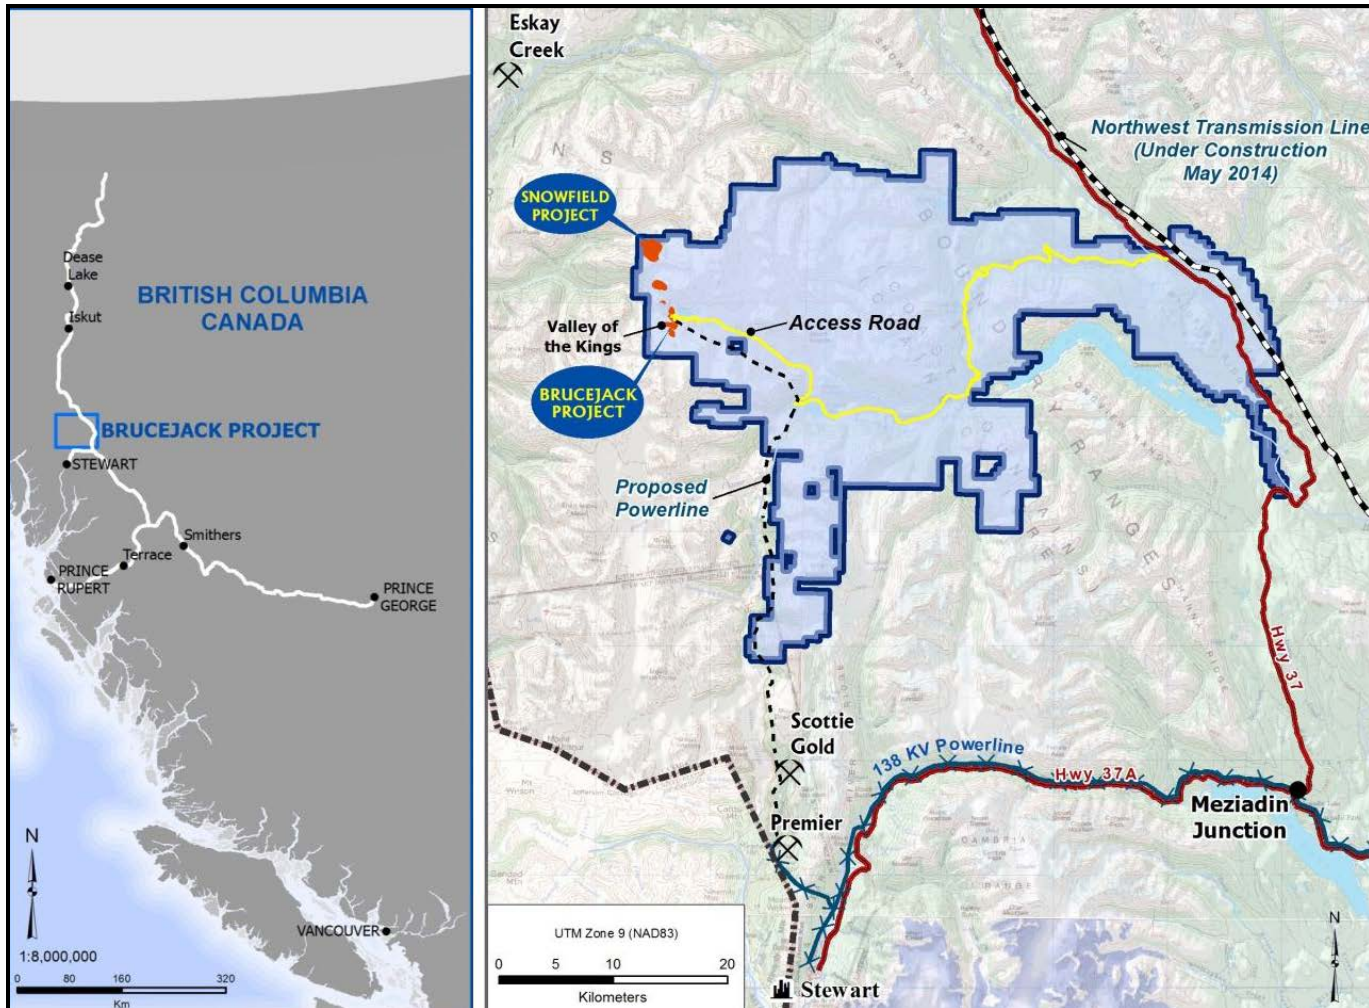 Dease
Lake
Iskut
BRITISH COLUMBIA
CANADA
BRUCEJACK PROJECT
STEWART
Smithers
Terrace
PRINCE
RUPERT
PRINCE
GEORGE
VANCOUVER
N
1:8,000,000
0 80 160 320
Km
Eskay
Creek
Northwest Transmission Line
(Under Construction
May 2014)
SNOWFIELD
PROJECT
Valley of
the Kings
Access Road
BRUCEJACK
PROJECT
Proposed
Powerline
Hwy 37
Scottie
Gold
138 KV Powerline
Hwy 37A
Meziadin
Junction
Premier
CAMBRIA
RANGE
UTM Zone 9 (NAD83)
0 5 10 20
Kilometers
Stewart
N